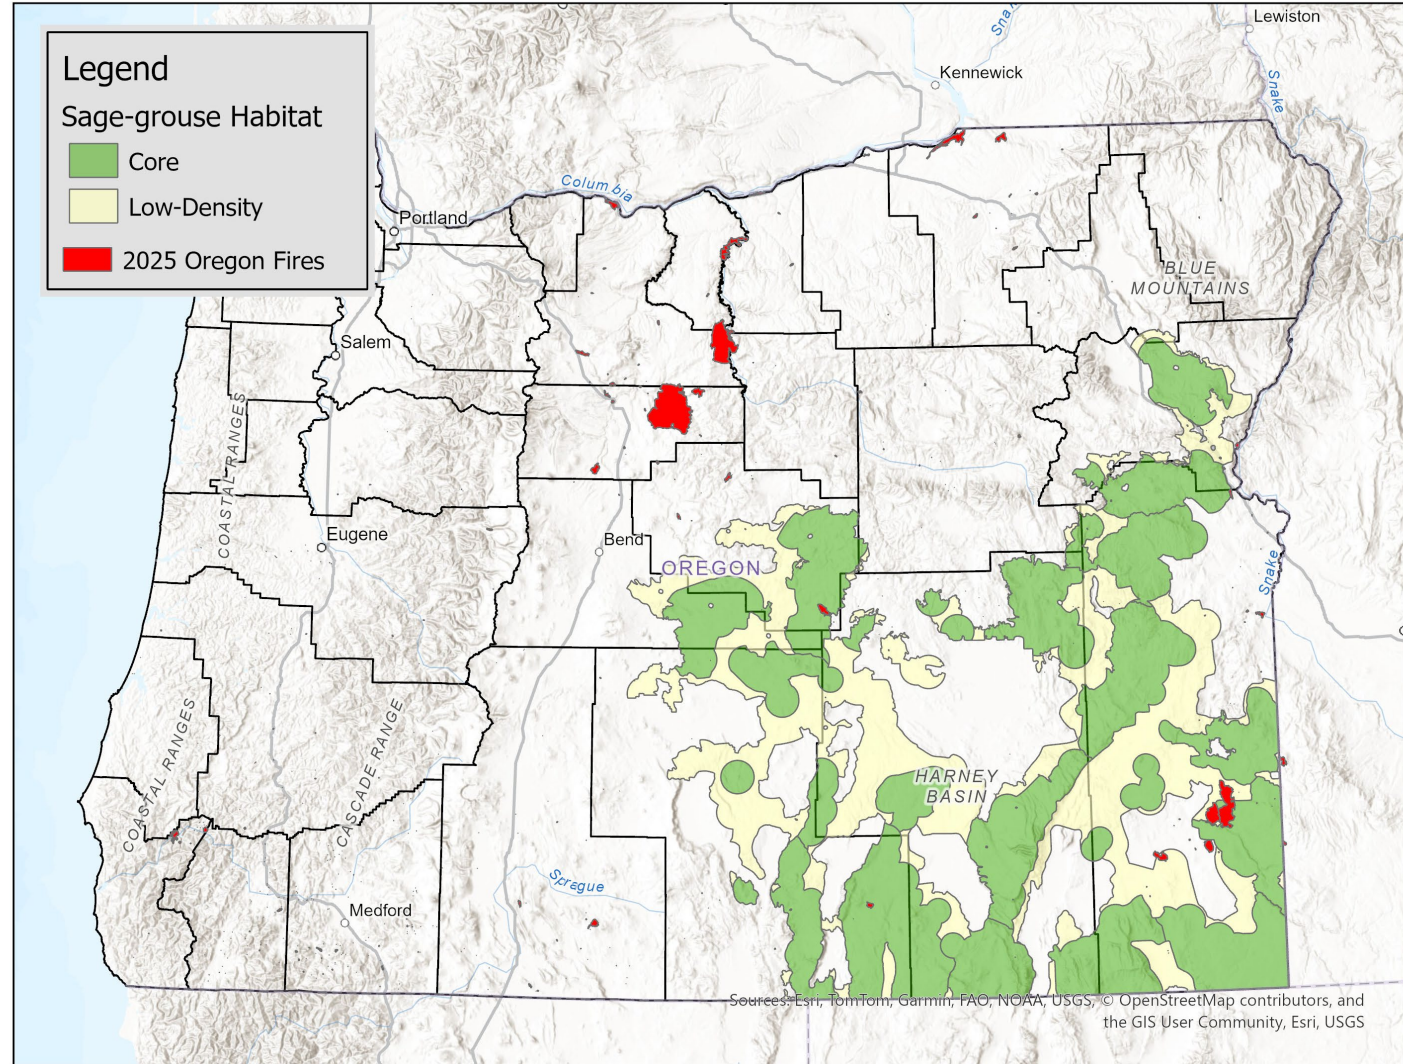 Legend
Sage-grouse Habitat
Core
Low-Density
2025 Oregon Fires
Lewiston
Kennewick
Snak
Snake
Columbia
Portland
BLUE
MOUNTAINS
Salem
COASTAL RANGES
Eugene
Bend
OREGON
Snake
COASTAL RANGES
CASCADE RANGE
HARNEY
BASIN
Sprague
Medford
Sources: Esri, TomTom, Garmin, FAO, NOAA, USGS, © OpenStreetMap contributors, and
the GIS User Community, Esri, USGS